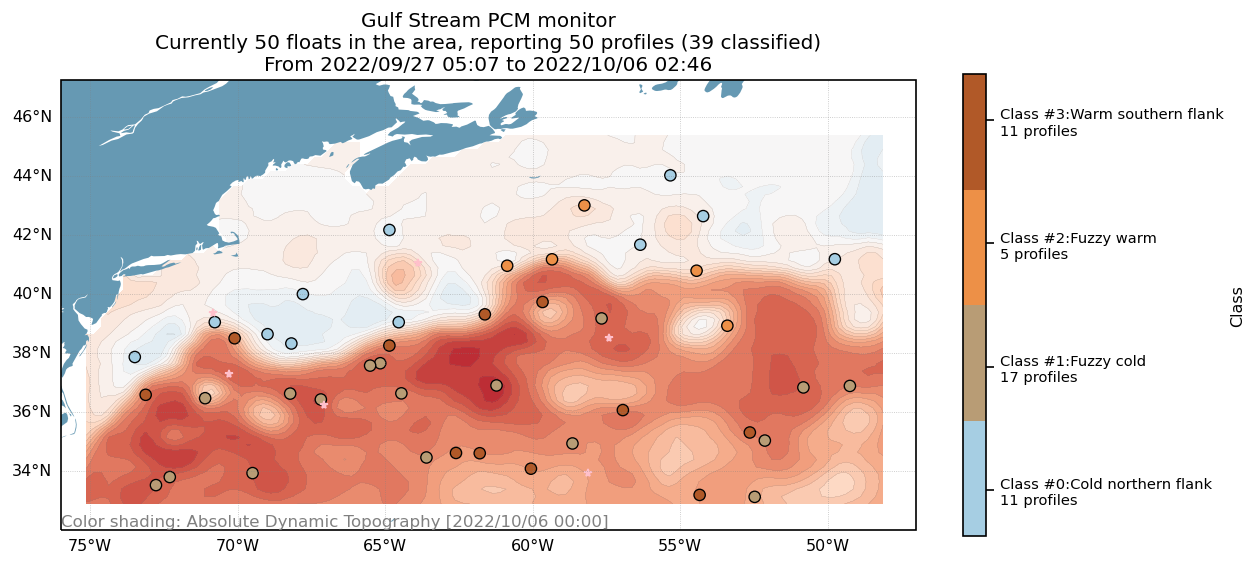 Gulf Stream PCM monitor
Currently 50 floats in the area, reporting 50 profiles (39 classified)
From 2022/09/27 05:07 to 2022/10/06 02:46
46°N
44°N
42°N
40°N
38°N
36°N
34°N
75°W
70°W
65°W
60°W
55°W
50°W
Color shading: Absolute Dynamic Topography [2022/10/06 00:00]
Class #3:Warm southern flank
11 profiles
Class #2:Fuzzy warm
5 profiles
Class #1:Fuzzy cold
17 profiles
Class #0:Cold northern flank
11 profiles
Class